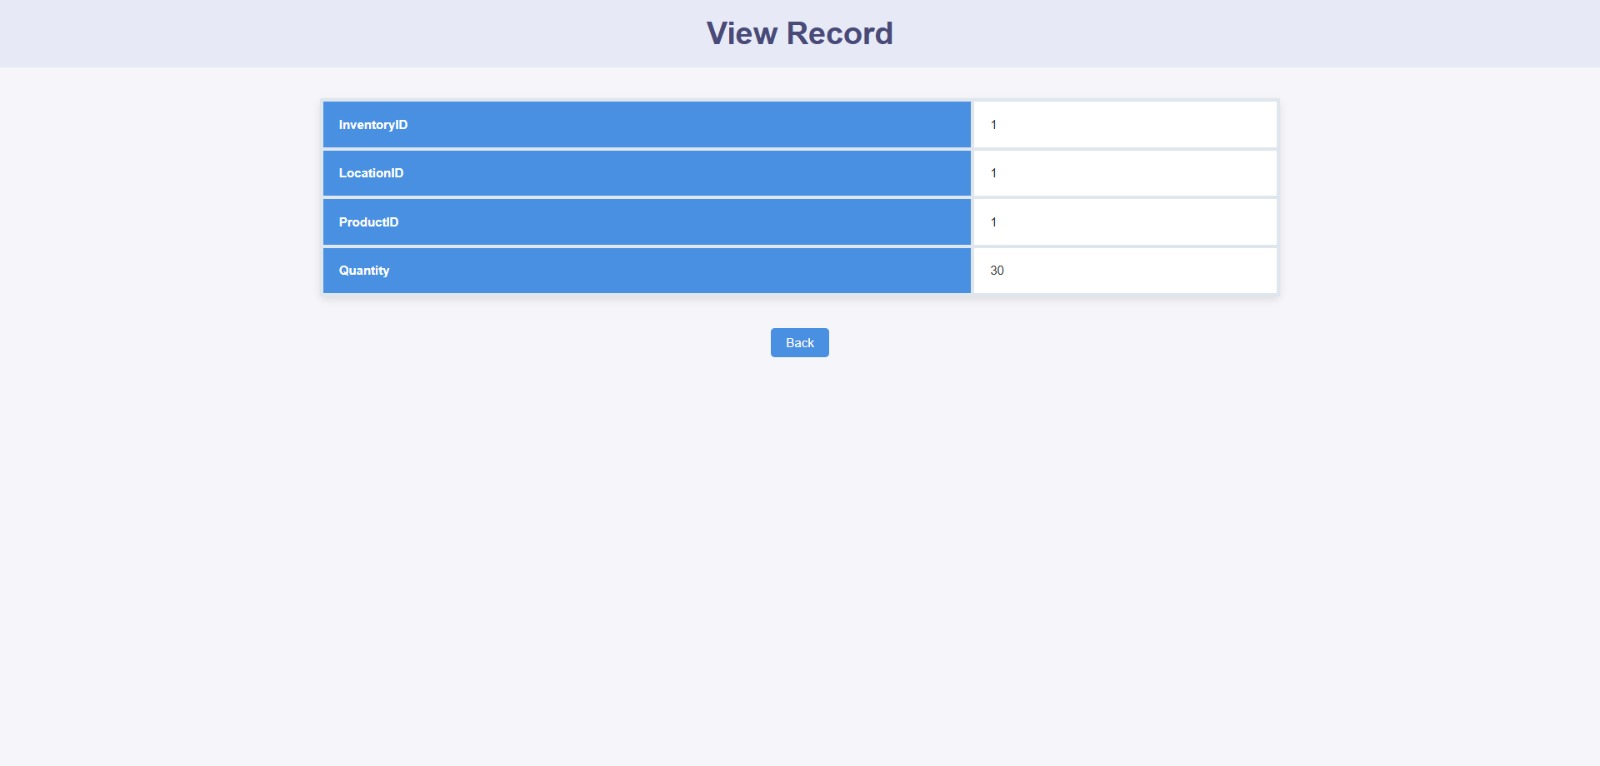 View Record
InventoryID 1
LocationID 1
ProductID 1
Quantity 30
Back